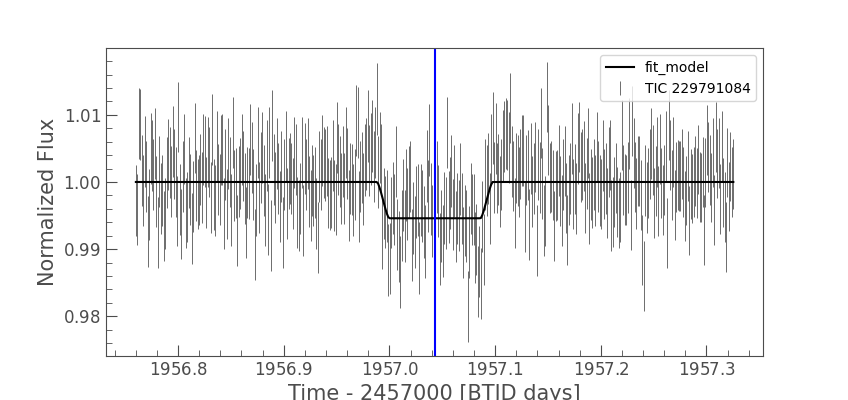 fit_model
TIC 229791084
Normalized Flux
1.01
1.00
0.99
0.98
1956.8 1956.9 1957.0 1957.1 1957.2 1957.3
Time - 2457000 [BTJD days]